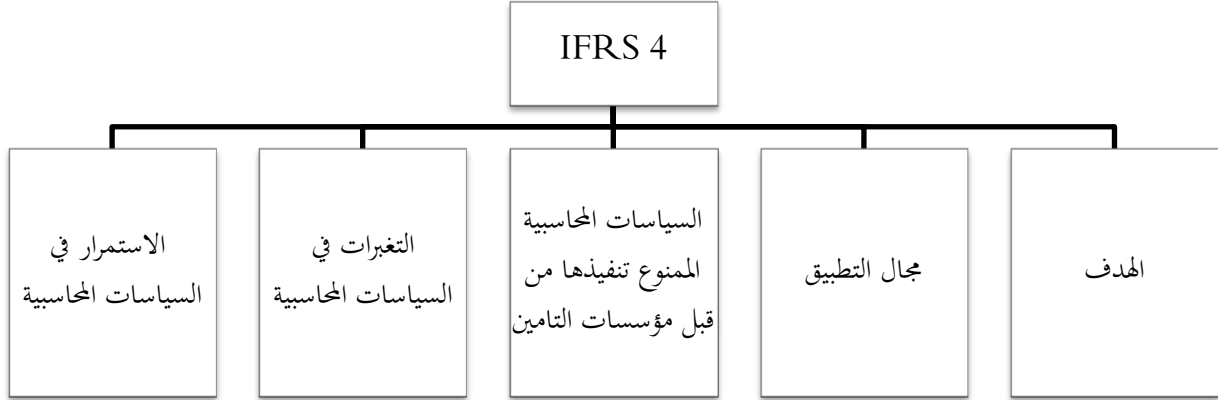 IFRS 4
الهدف
مجال التطبيق
السياسات المحاسبية
الممنوع تنفيذها من
قبل مؤسسات التامين
التغبرات في
السياسات المحاسبية
الاستمرار في
السياسات المحاسبية